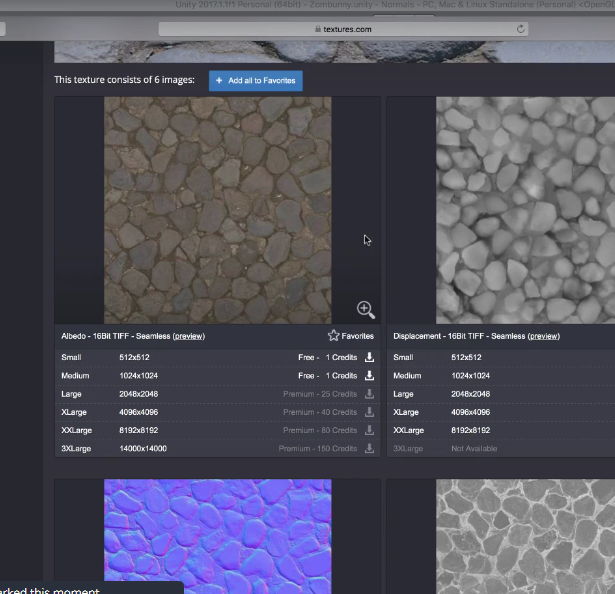 Unity 2017.1.1f1 Personal (64bit) - Zombunny.unity - Normals - PC, Mac & Linux Standalone (Personal) <OpenGL
textures.com
This texture consists of 6 images:
+ Add all to Favorites
Albedo - 16Bit TIFF - Seamless (preview)
Favorites
Small 512x512 Free - 1 Credits
Medium 1024x1024 Free - 1 Credits
Large 2048x2048 Premium - 25 Credits
XLarge 4096x4096 Premium - 40 Credits
XXLarge 8192x8192 Premium - 80 Credits
3XLarge 14000x14000 Premium - 150 Credits
Displacement - 16Bit TIFF - Seamless (preview)
Small 512x512
Medium 1024x1024
Large 2048x2048
XLarge 4096x4096
XXLarge 8192x8192
3XLarge Not Available
arked this moment